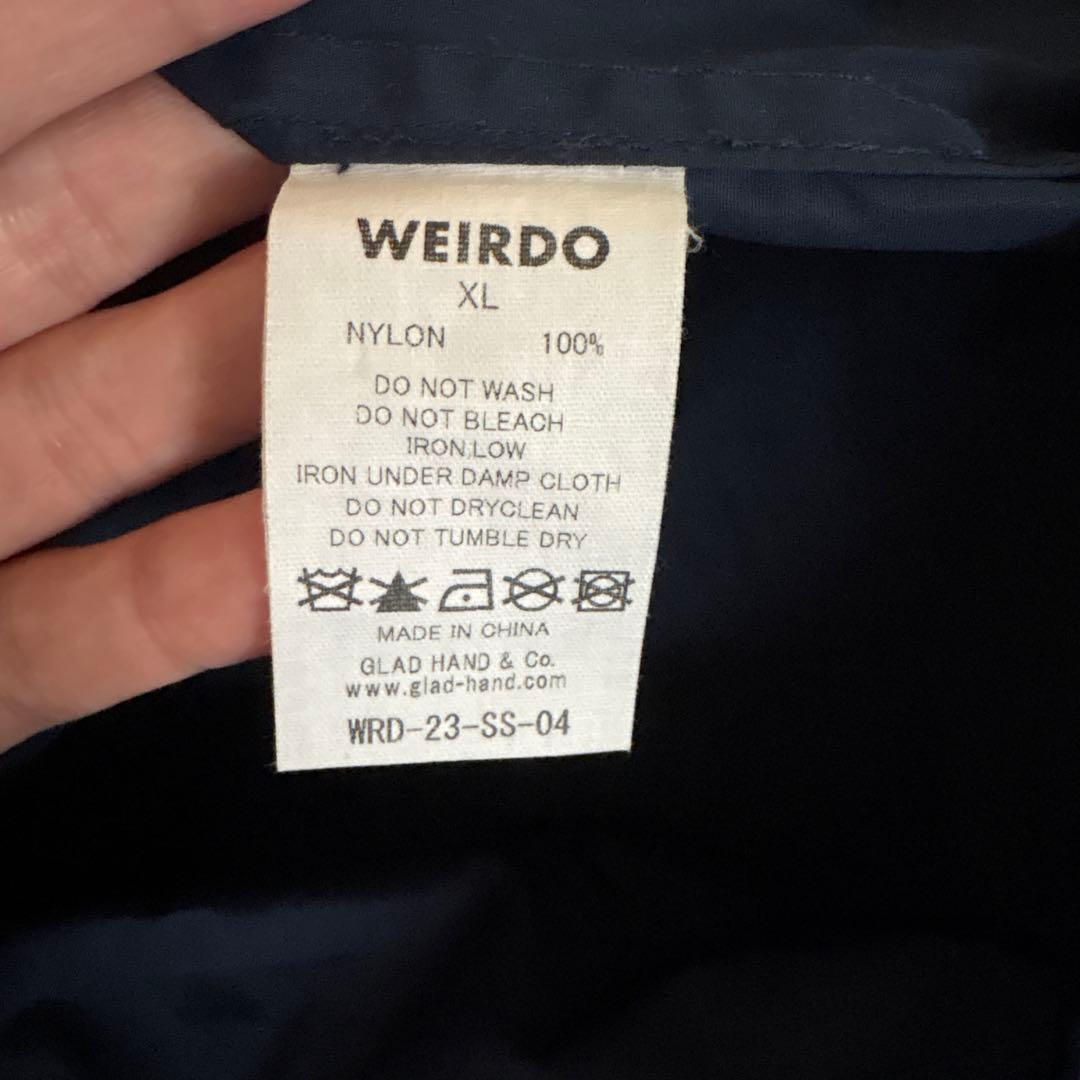 WEIRDO
XL
NYLON 100%
DO NOT WASH
DO NOT BLEACH
IRON LOW
IRON UNDER DAMP CLOTH
DO NOT DRYCLEAN
DO NOT TUMBLE DRY
MADE IN CHINA
GLAD HAND & Co.
www.glad-hand.com
WRD-23-SS-04